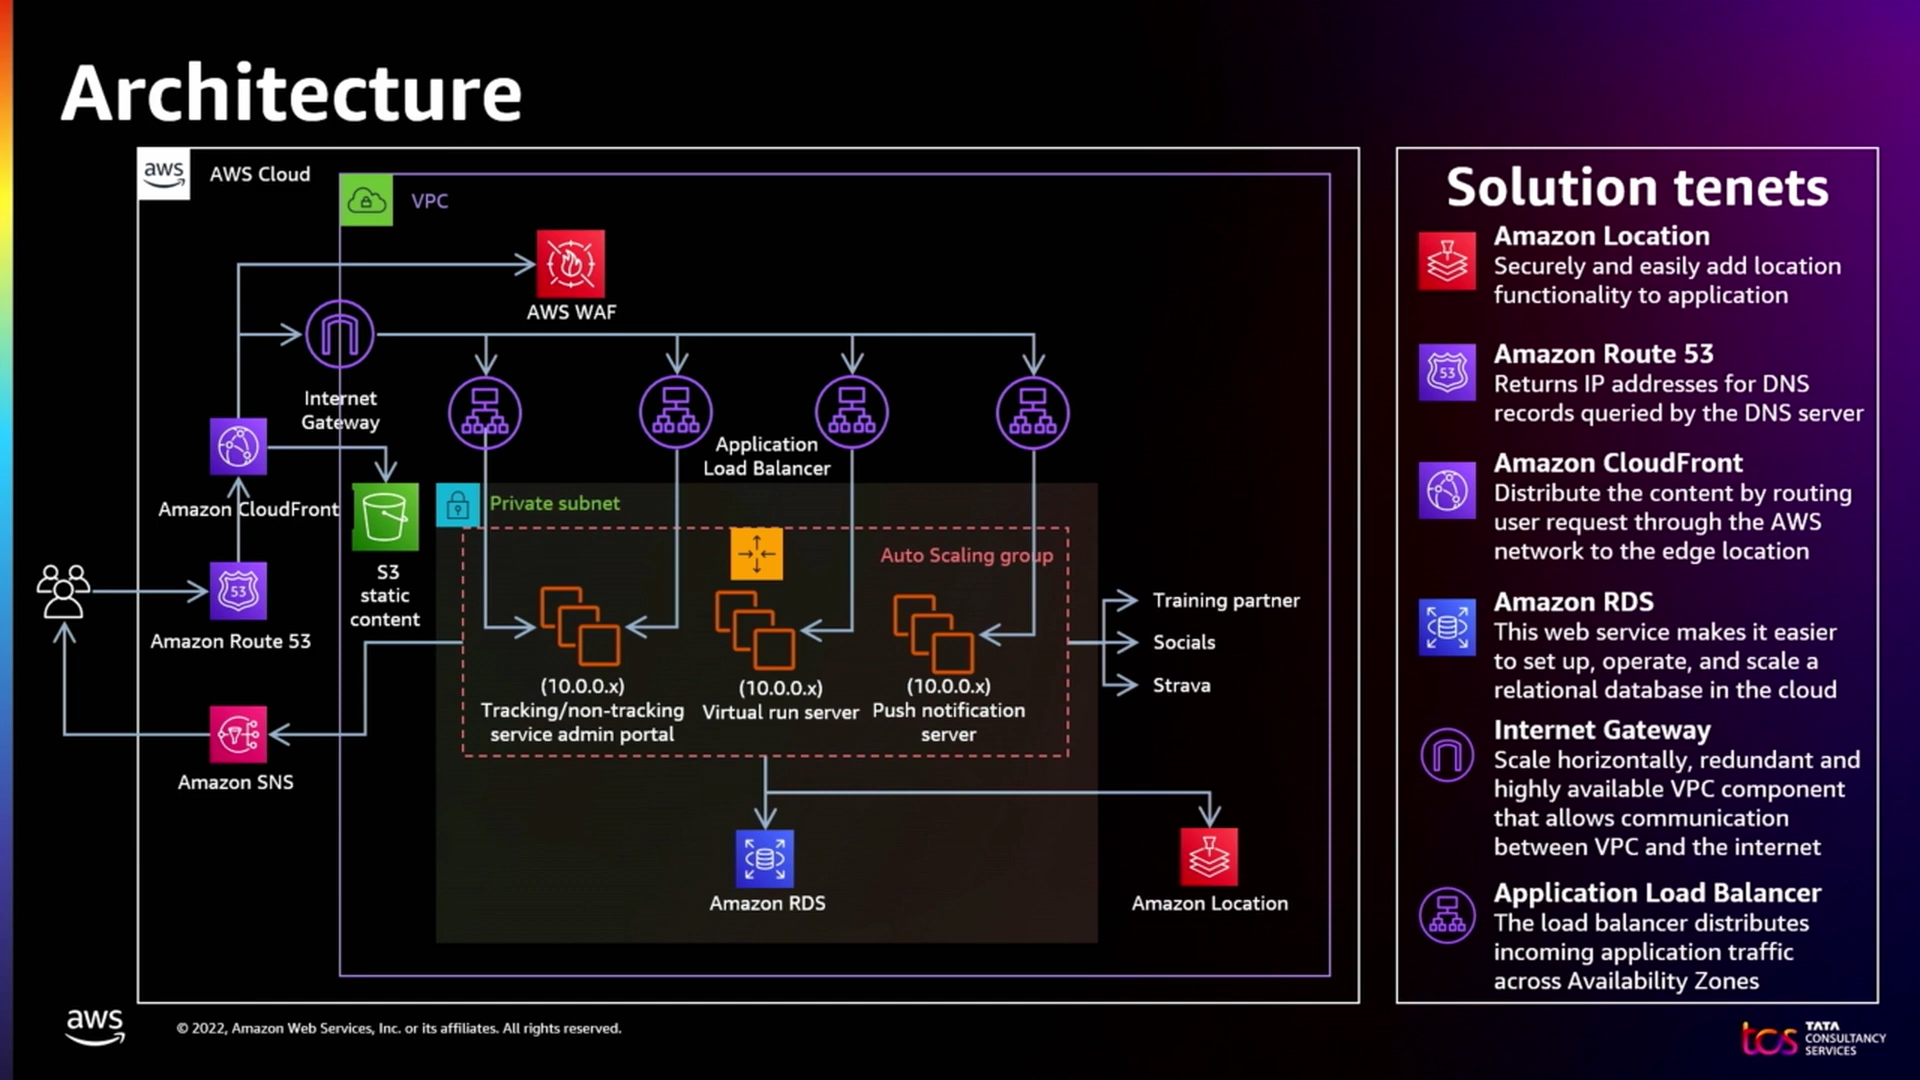 Architecture
aws
AWS Cloud
VPC
AWS WAF
Internet
Gateway
Application
Load Balancer
Amazon CloudFront
Private subnet
Auto Scaling group
S3
static
content
53
Amazon Route 53
Training partner
Socials
Strava
(10.0.0.x)
Tracking/non-tracking
service admin portal
(10.0.0.x)
Virtual run server
(10.0.0.x)
Push notification
server
Amazon SNS
Amazon RDS
Amazon Location
Solution tenets
Amazon Location
Securely and easily add location
functionality to application
53
Amazon Route 53
Returns IP addresses for DNS
records queried by the DNS server
Amazon CloudFront
Distribute the content by routing
user request through the AWS
network to the edge location
Amazon RDS
This web service makes it easier
to set up, operate, and scale a
relational database in the cloud
Internet Gateway
Scale horizontally, redundant and
highly available VPC component
that allows communication
between VPC and the internet
Application Load Balancer
The load balancer distributes
incoming application traffic
across Availability Zones
aws
© 2022, Amazon Web Services, Inc. or its affiliates. All rights reserved.
tcs
TATA
CONSULTANCY
SERVICES